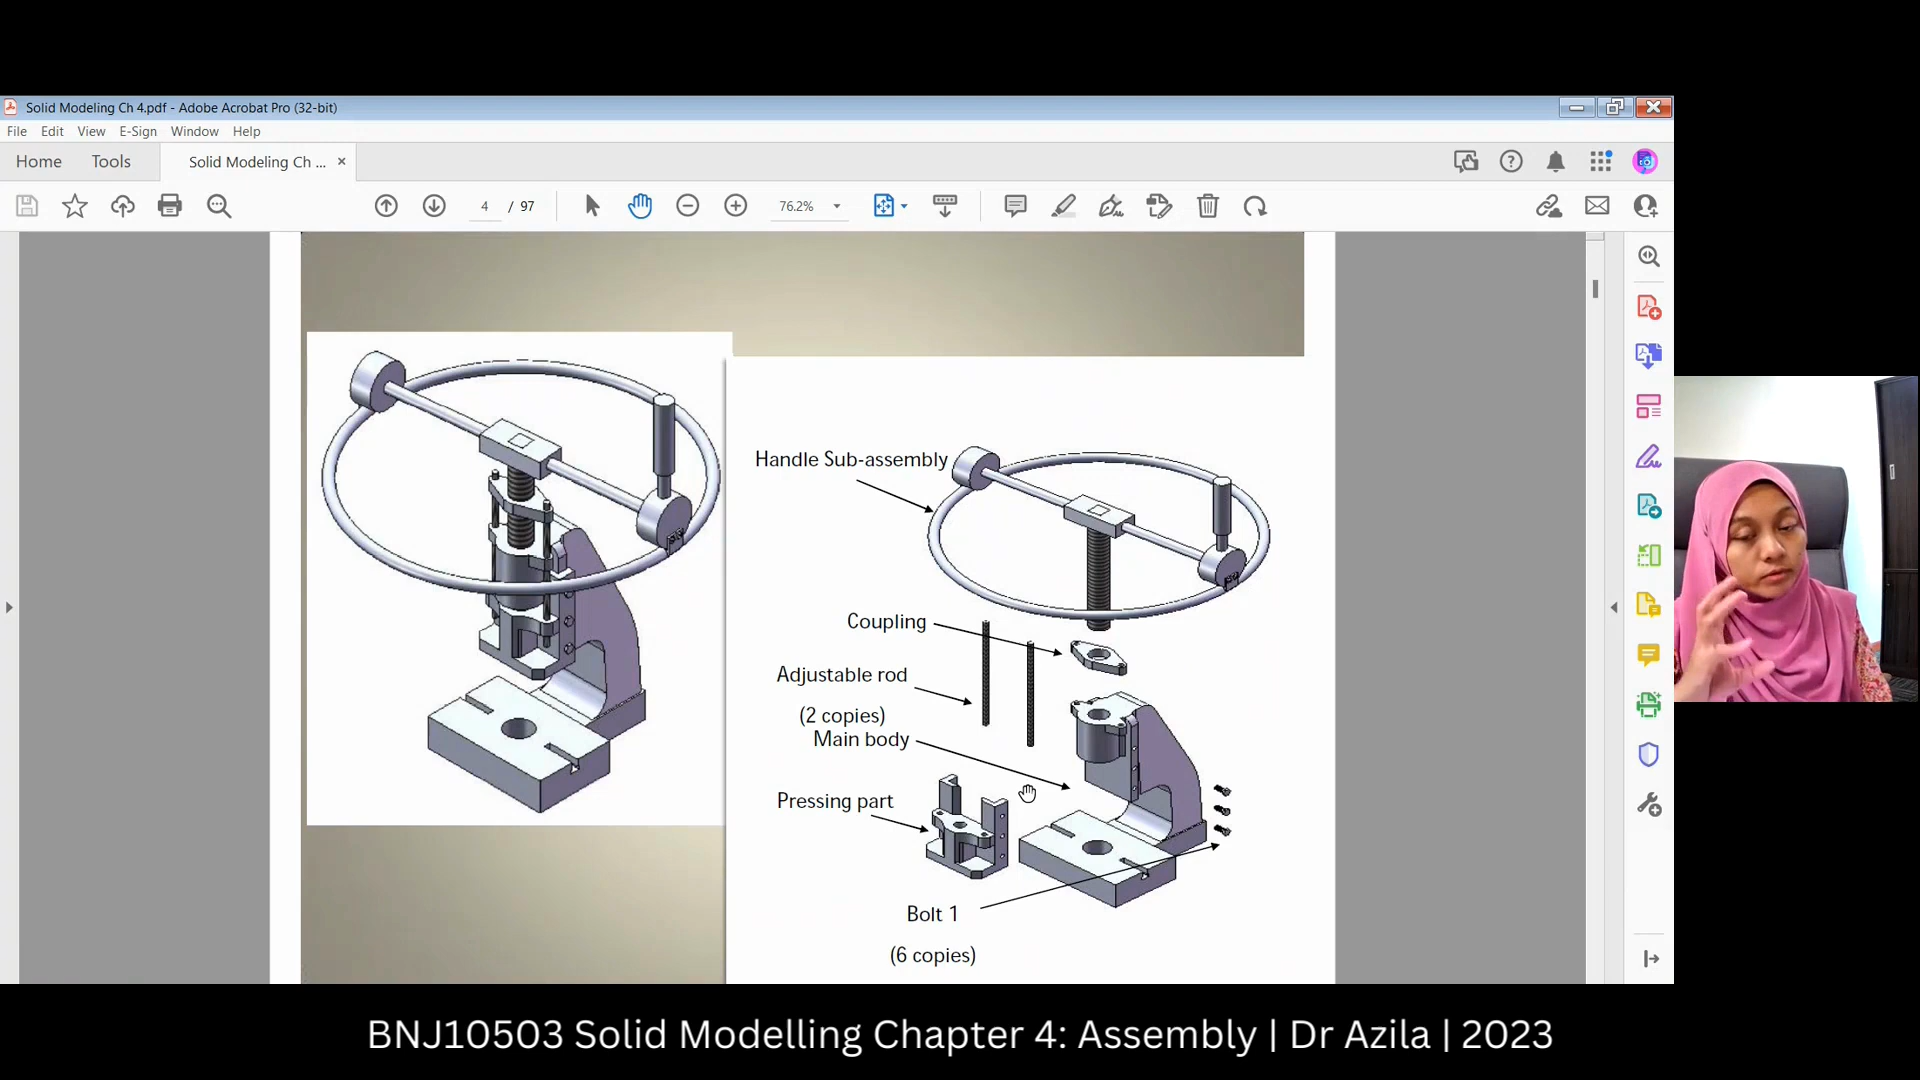 Solid Modeling Ch 4.pdf - Adobe Acrobat Pro (32-bit)
File Edit View E-Sign Window Help
Home Tools Solid Modeling Ch ... ×
4 / 97 76.2%
Handle Sub-assembly
Coupling
Adjustable rod
(2 copies)
Main body
Pressing part
Bolt 1
(6 copies)
BNJ10503 Solid Modelling Chapter 4: Assembly | Dr Azila | 2023